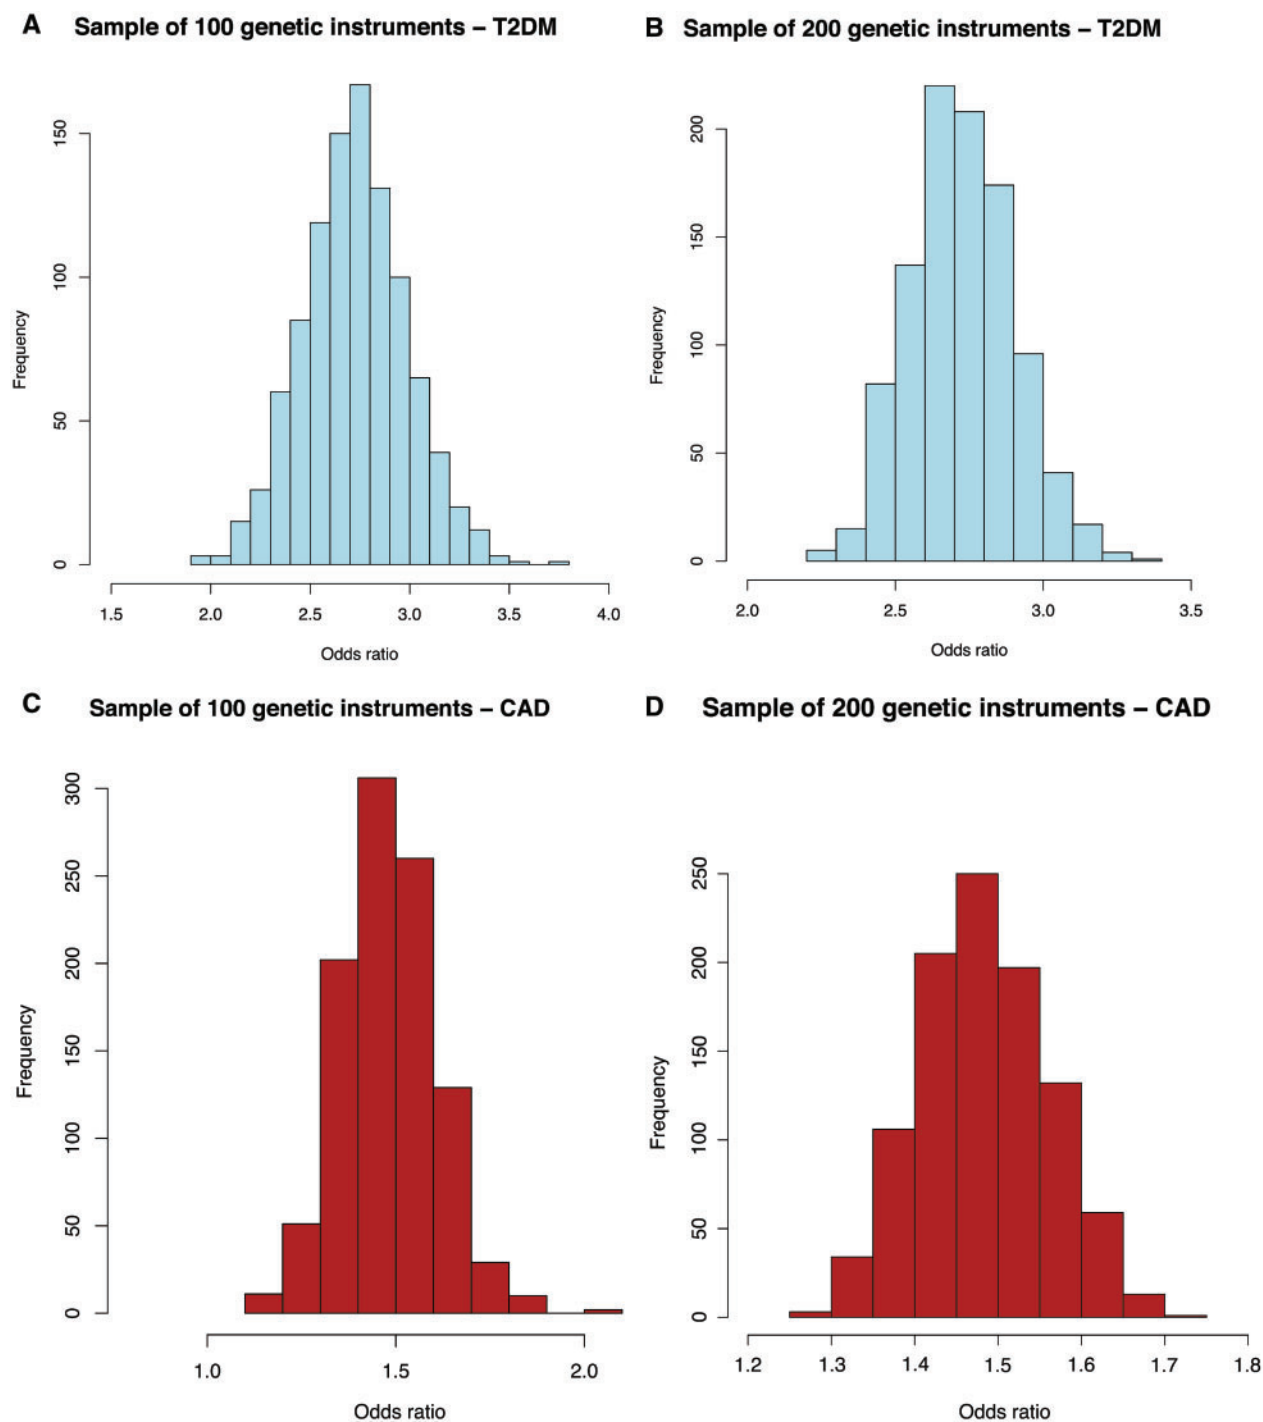 A Sample of 100 genetic instruments – T2DM
Frequency
150
100
50
0
1.5 2.0 2.5 3.0 3.5 4.0
Odds ratio
B Sample of 200 genetic instruments – T2DM
Frequency
200
150
100
50
0
2.0 2.5 3.0 3.5
Odds ratio
C Sample of 100 genetic instruments – CAD
Frequency
300
250
200
150
100
50
0
1.0 1.5 2.0
Odds ratio
D Sample of 200 genetic instruments – CAD
Frequency
250
200
150
100
50
0
1.2 1.3 1.4 1.5 1.6 1.7 1.8
Odds ratio